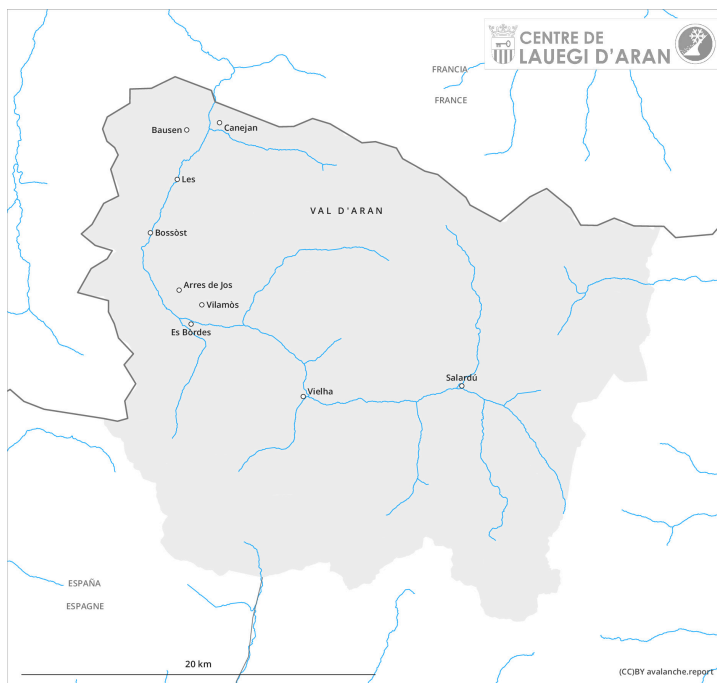 CENTRE DE
LAUEGI D'ARAN
FRANCIA
FRANCE
Bausen
Canejan
Les
VAL D'ARAN
Bossòst
Arres de Jos
Vilamòs
Es Bòrdes
Salardú
Vielha
ESPAÑA
ESPAGNE
20 km
(CC)BY avalanche.report